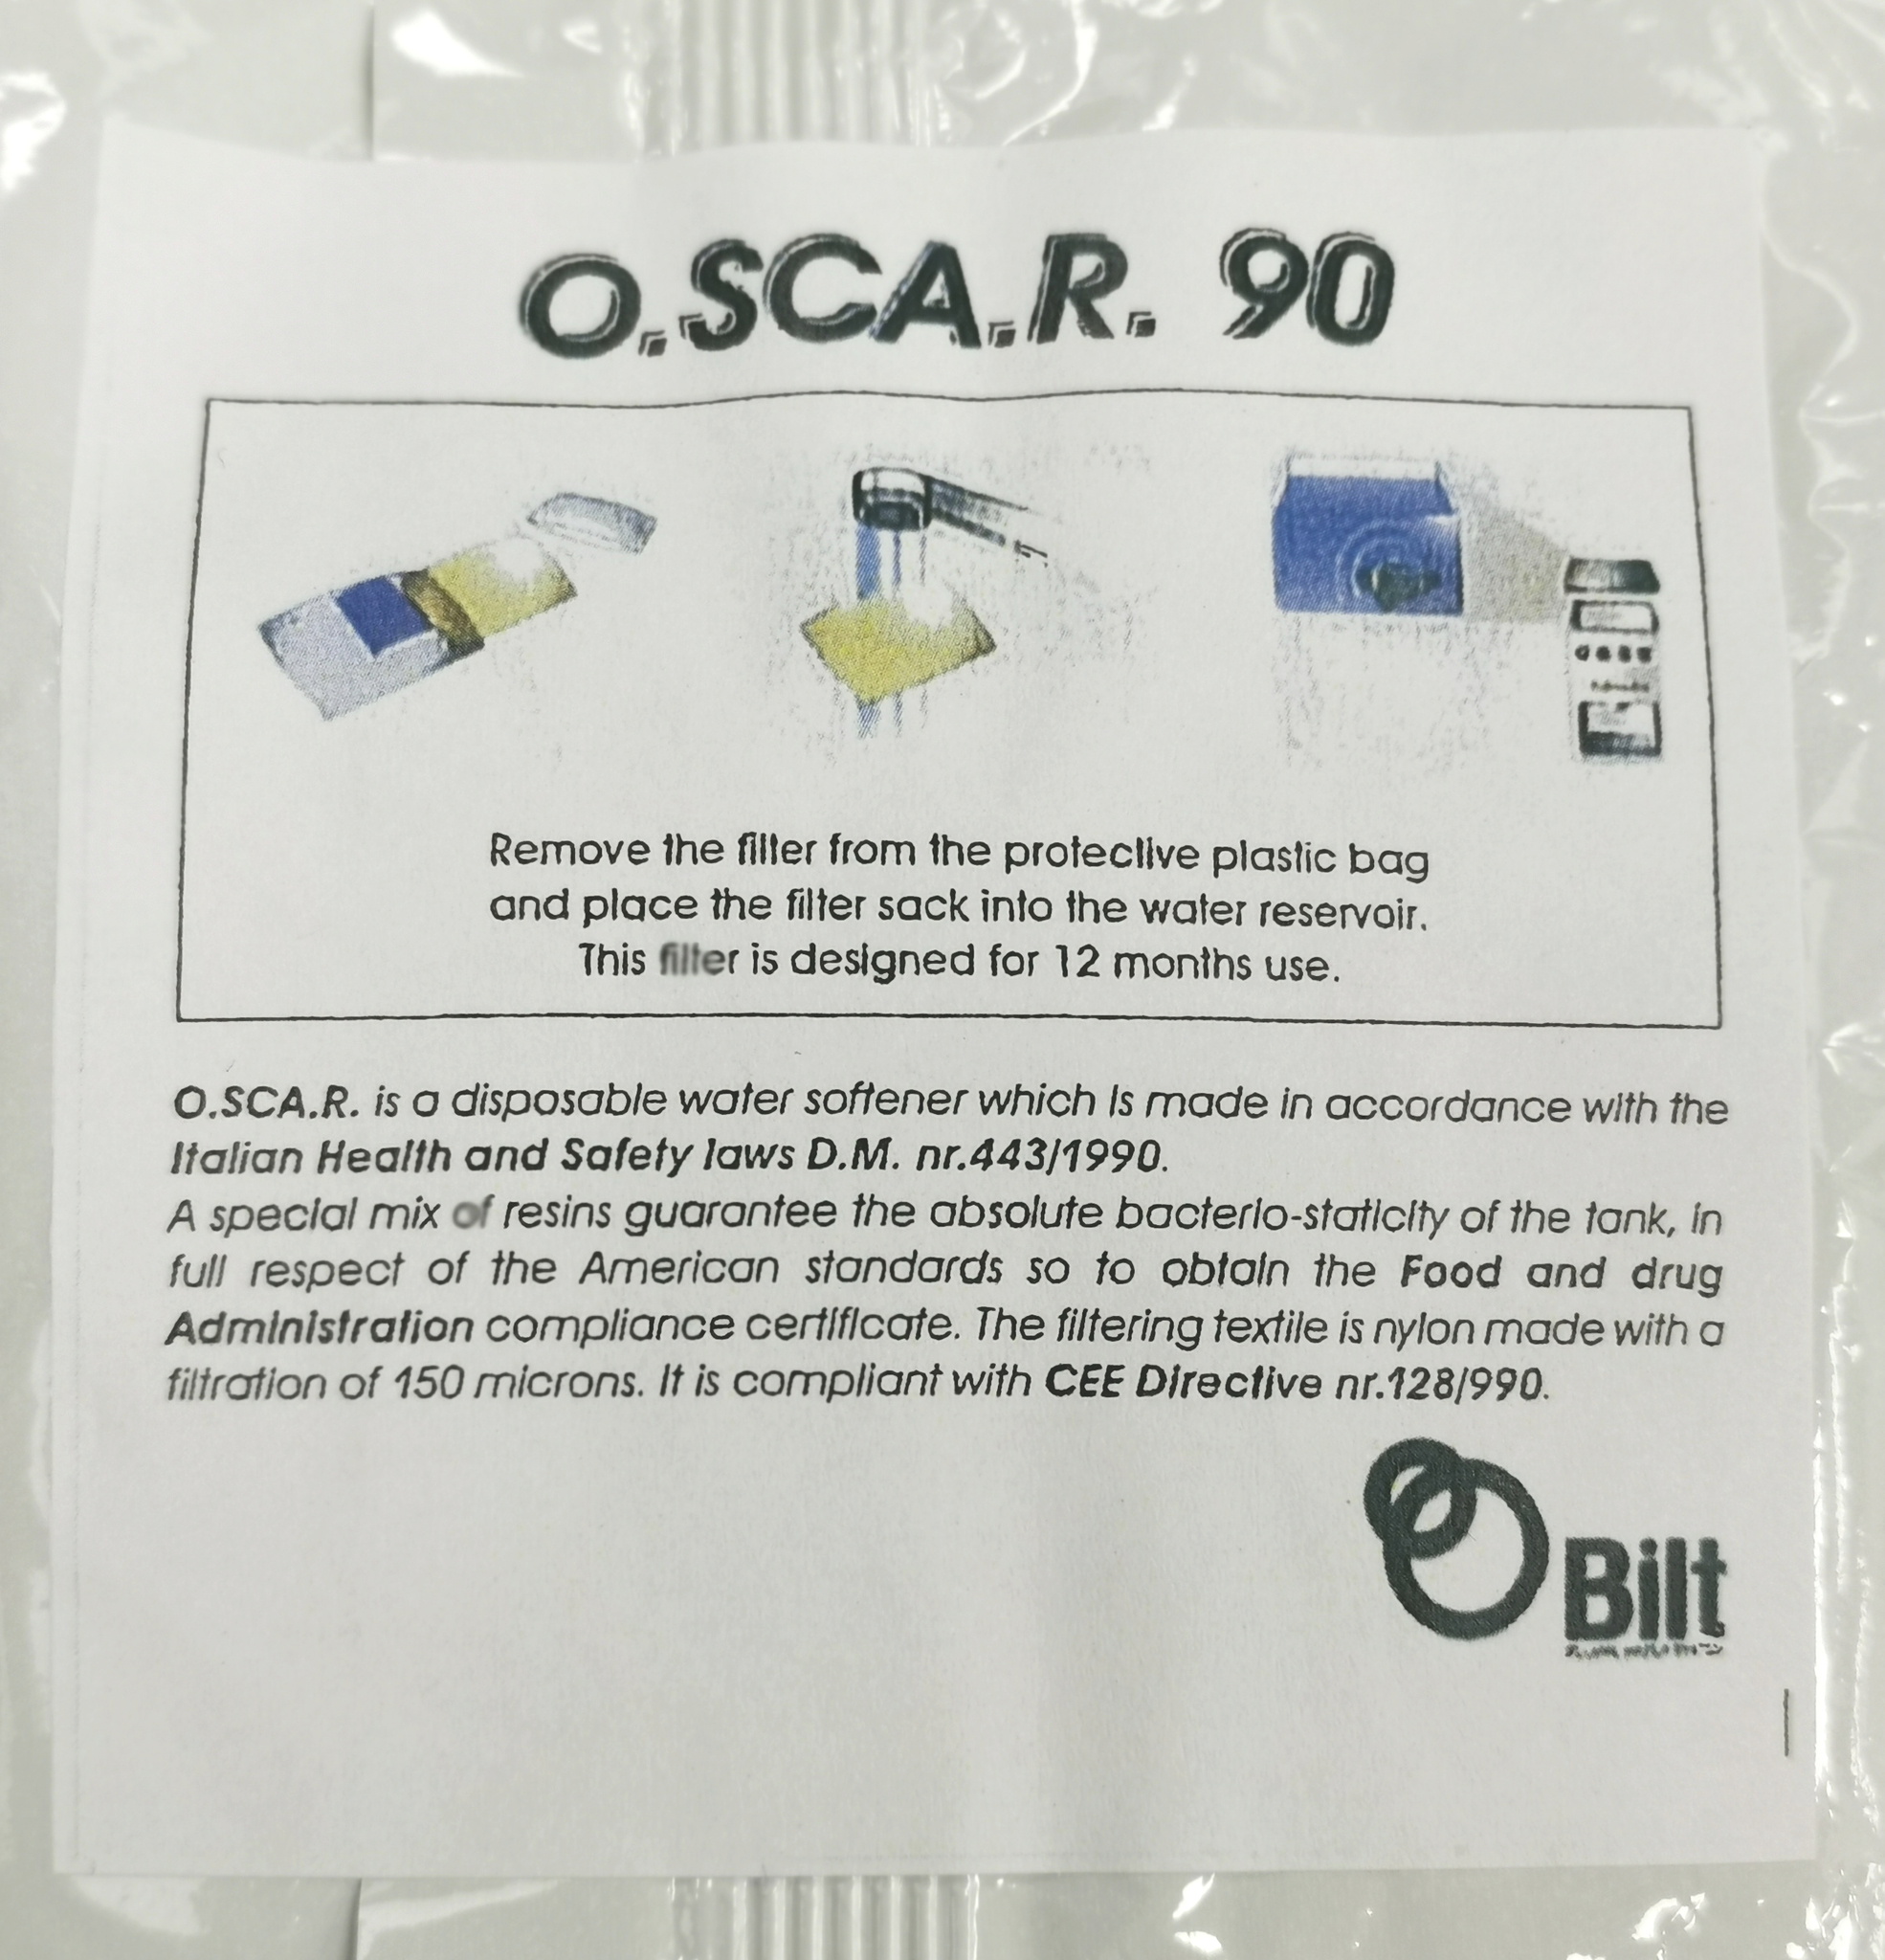 O.SCA.R. 90
Remove the filter from the protective plastic bag
and place the filter sack into the water reservoir.
This filter is designed for 12 months use.
O.SCA.R. is a disposable water softener which is made in accordance with the
Italian Health and Safety laws D.M. nr.443/1990.
A special mix of resins guarantee the absolute bacterio-staticity of the tank, in
full respect of the American standards so to obtain the Food and drug
Administration compliance certificate. The filtering textile is nylon made with a
filtration of 150 microns. It is compliant with CEE Directive nr.128/990.
Bilt